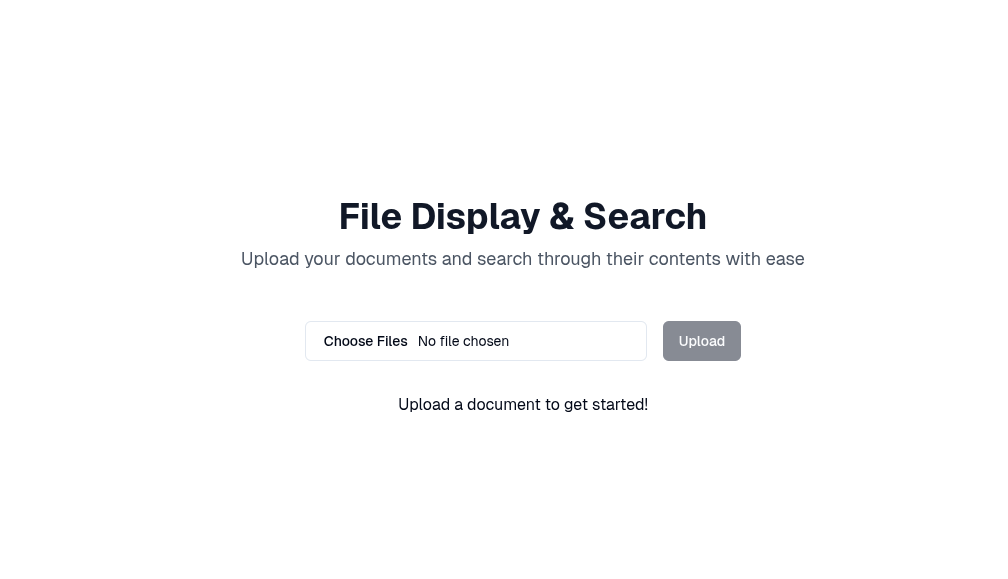 File Display & Search
Upload your documents and search through their contents with ease
Choose Files No file chosen
Upload
Upload a document to get started!